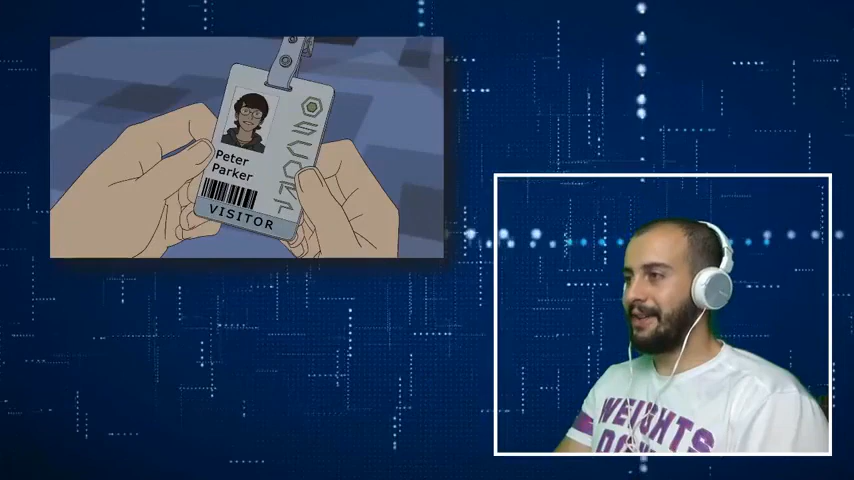 Peter
Parker
OSCORP
VISITOR
WEIGHTS